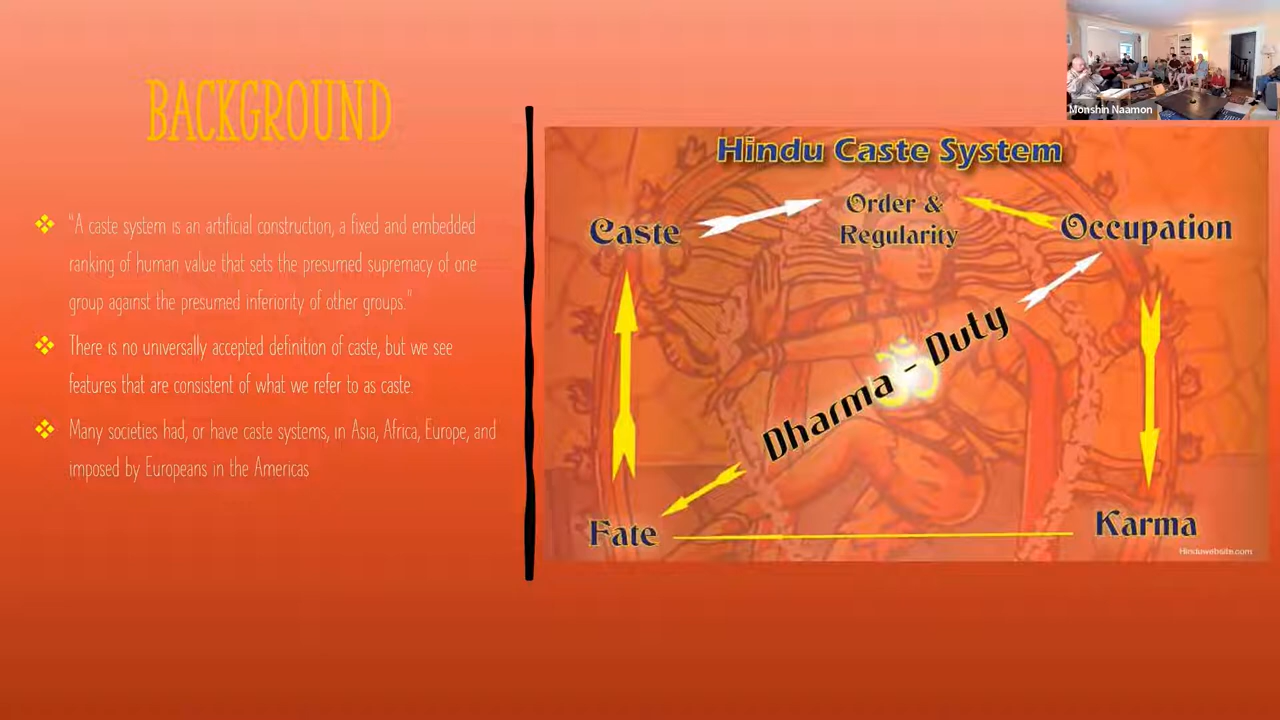 BACKGROUND
"A caste system is an artificial construction, a fixed and embedded
ranking of human value that sets the presumed supremacy of one
group against the presumed inferiority of other groups."
There is no universally accepted definition of caste, but we see
features that are consistent of what we refer to as caste.
Many societies had, or have caste systems, in Asia, Africa, Europe, and
imposed by Europeans in the Americas
Hindu Caste System
Caste
Order &
Regularity
Occupation
Dharma - Duty
Fate
Karma
Hinduwebsite.com
Monshin Naamon